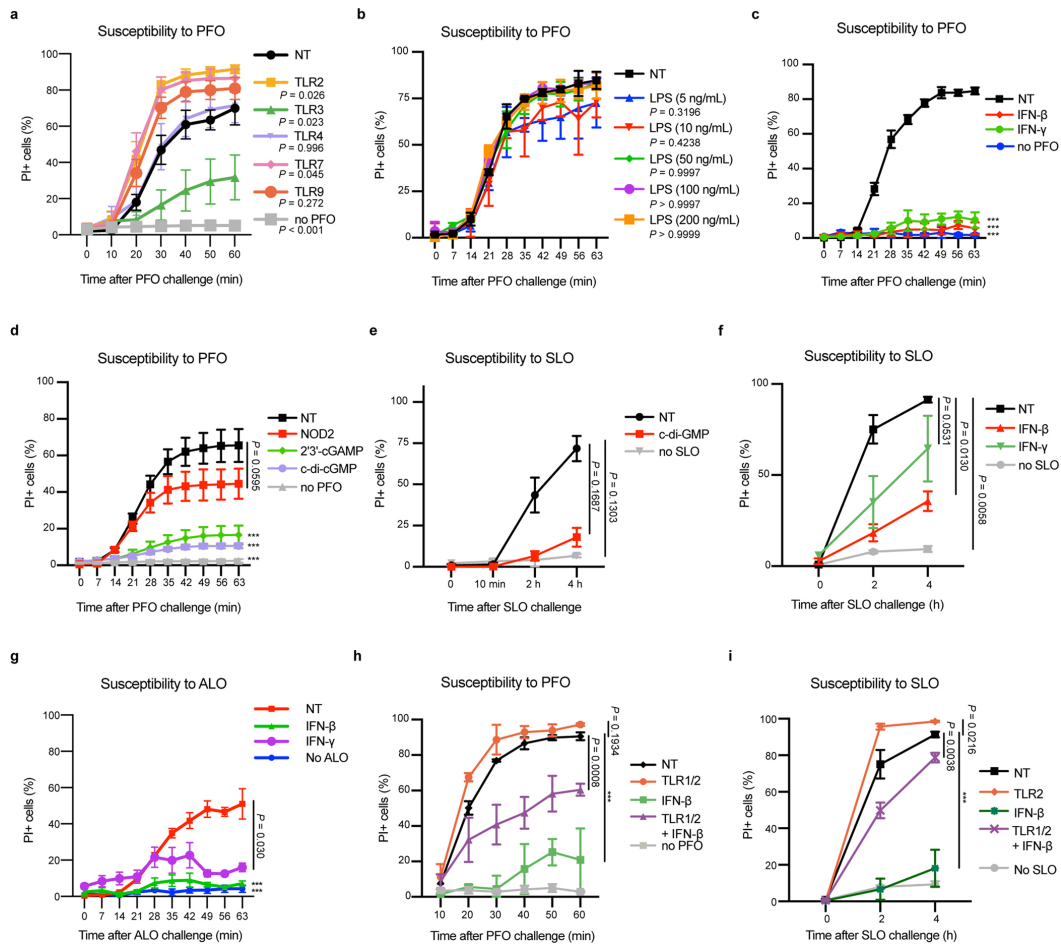 a
Susceptibility to PFO
PI+ cells (%)
100
80
60
40
20
0
0 10 20 30 40 50 60
Time after PFO challenge (min)
NT
TLR2
P = 0.026
TLR3
P = 0.023
TLR4
P = 0.996
TLR7
P = 0.045
TLR9
P = 0.272
no PFO
P < 0.001
b
Susceptibility to PFO
PI+ cells (%)
100
75
50
25
0
0 7 14 21 28 35 42 49 56 63
Time after PFO challenge (min)
NT
LPS (5 ng/mL)
P = 0.3196
LPS (10 ng/mL)
P = 0.4238
LPS (50 ng/mL)
P = 0.9997
LPS (100 ng/mL)
P > 0.9997
LPS (200 ng/mL)
P > 0.9999
c
Susceptibility to PFO
PI+ cells (%)
100
80
60
40
20
0
0 7 14 21 28 35 42 49 56 63
Time after PFO challenge (min)
NT
IFN-β
IFN-γ
no PFO
***
***
***
d
Susceptibility to PFO
PI+ cells (%)
100
80
60
40
20
0
0 7 14 21 28 35 42 49 56 63
Time after PFO challenge (min)
NT
NOD2
2'3'-cGAMP
c-di-cGMP
no PFO
P = 0.0595
***
***
***
e
Susceptibility to SLO
PI+ cells (%)
100
75
50
25
0
0 10 min 2 h 4 h
Time after SLO challenge
NT
c-di-GMP
no SLO
P = 0.1687
P = 0.1303
f
Susceptibility to SLO
PI+ cells (%)
100
50
0
0 2 4
Time after SLO challenge (h)
NT
IFN-β
IFN-γ
no SLO
P = 0.0531
P = 0.0130
P = 0.0058
g
Susceptibility to ALO
PI+ cells (%)
100
80
60
40
20
0
0 7 14 21 28 35 42 49 56 63
Time after ALO challenge (min)
NT
IFN-β
IFN-γ
No ALO
P = 0.030
***
***
h
Susceptibility to PFO
PI+ cells (%)
100
80
60
40
20
0
10 20 30 40 50 60
Time after PFO challenge (min)
NT
TLR1/2
IFN-β
TLR1/2
+ IFN-β
no PFO
P = 0.1934
P = 0.0008
***
i
Susceptibility to SLO
PI+ cells (%)
100
80
60
40
20
0
0 2 4
Time after SLO challenge (h)
NT
TLR2
IFN-β
TLR1/2
+ IFN-β
No SLO
P = 0.0216
P = 0.0038
***